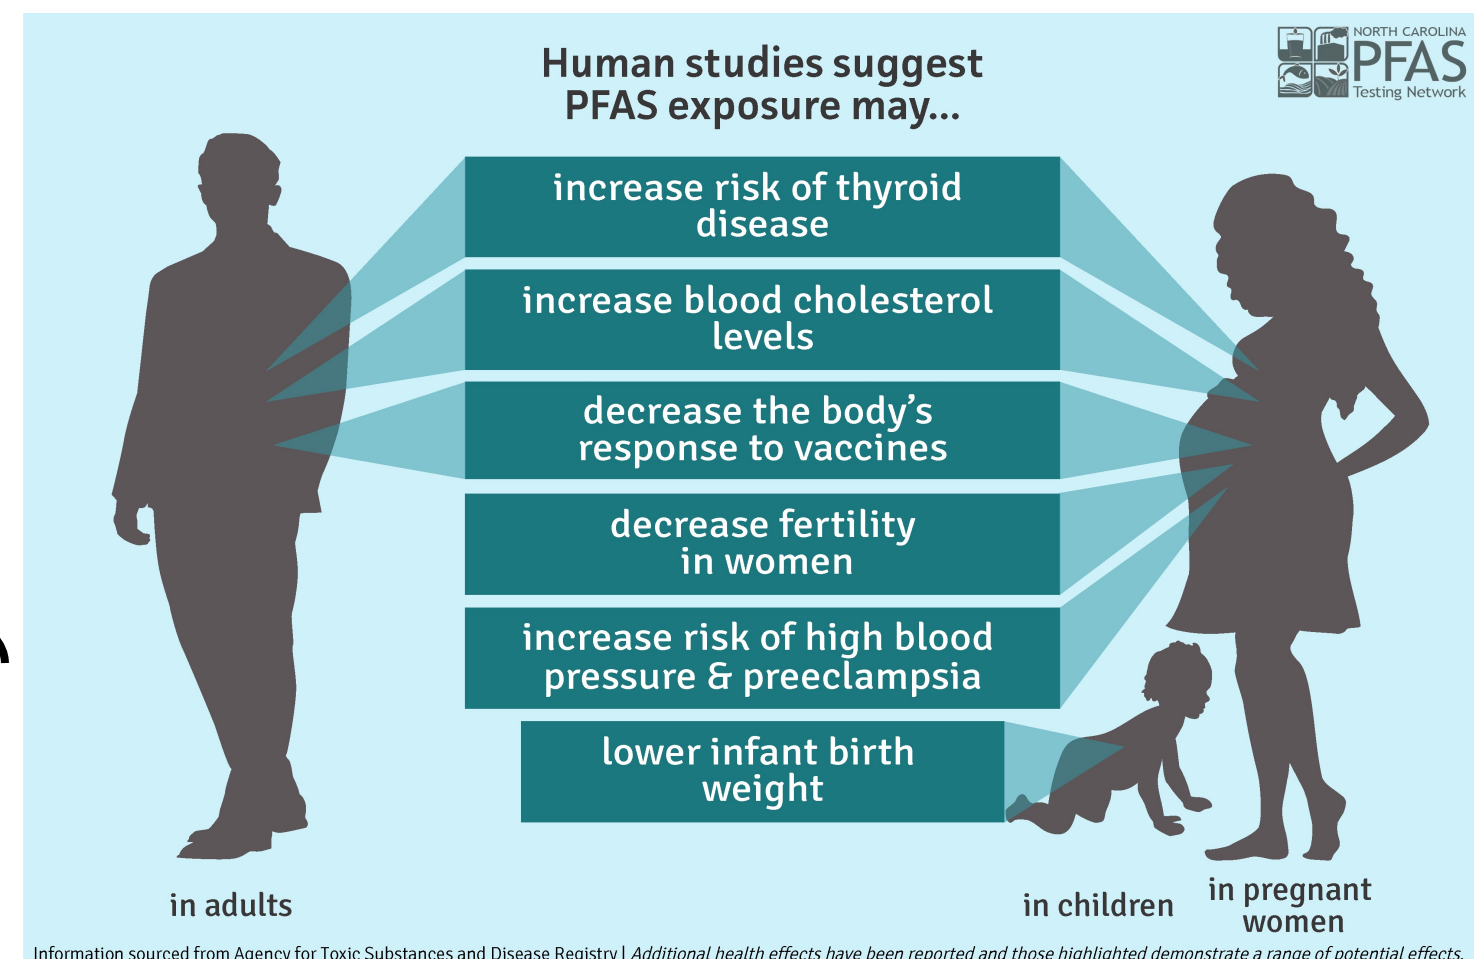 Human studies suggest
PFAS exposure may...
NORTH CAROLINA
PFAS
Testing Network
increase risk of thyroid
disease
increase blood cholesterol
levels
decrease the body’s
response to vaccines
decrease fertility
in women
increase risk of high blood
pressure & preeclampsia
lower infant birth
weight
in adults
in children
in pregnant
women
Information sourced from Agency for Toxic Substances and Disease Registry | Additional health effects have been reported and those highlighted demonstrate a range of potential effects.